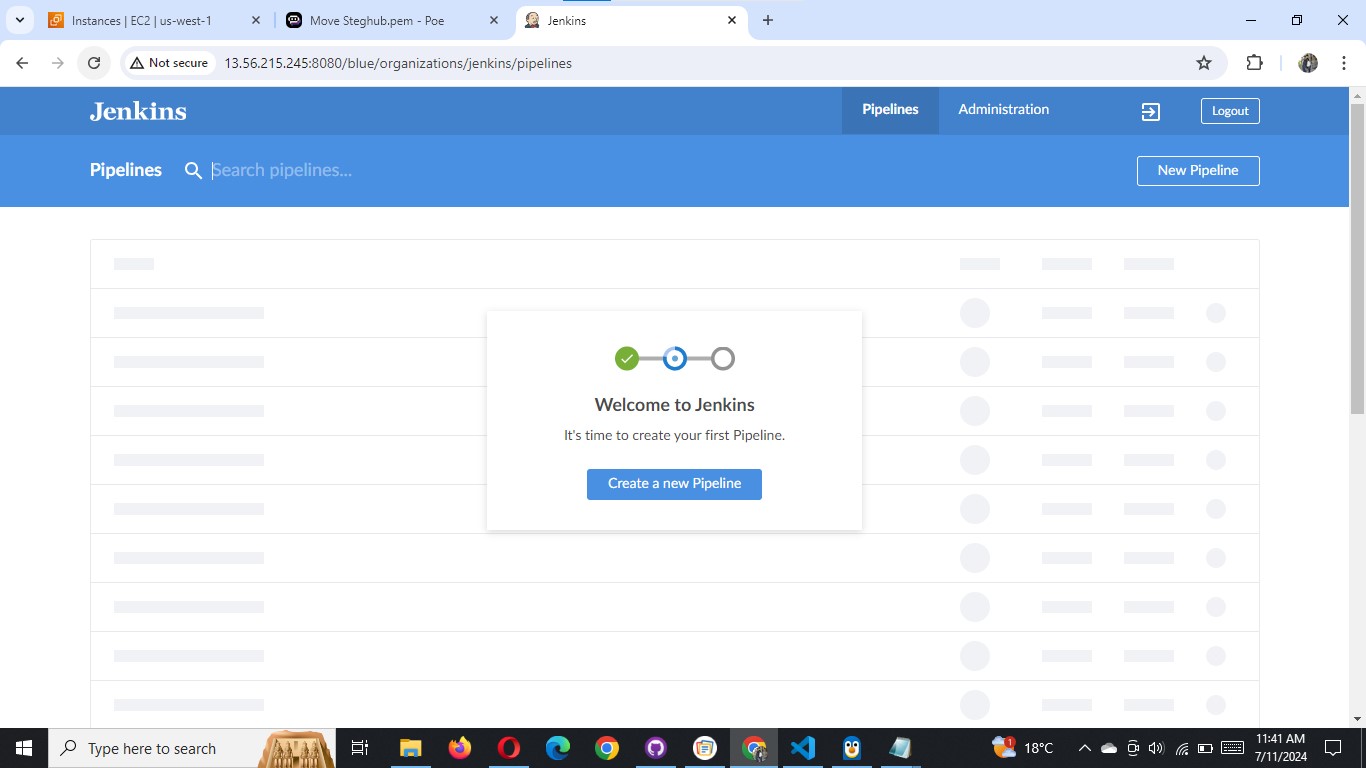 Instances | EC2 | us-west-1
Move Steghub.pem - Poe
Jenkins
Not secure
13.56.215.245:8080/blue/organizations/jenkins/pipelines
Jenkins
Pipelines
Administration
Logout
Pipelines
Search pipelines...
New Pipeline
Welcome to Jenkins
It's time to create your first Pipeline.
Create a new Pipeline
Type here to search
1
18°C
11:41 AM
7/11/2024